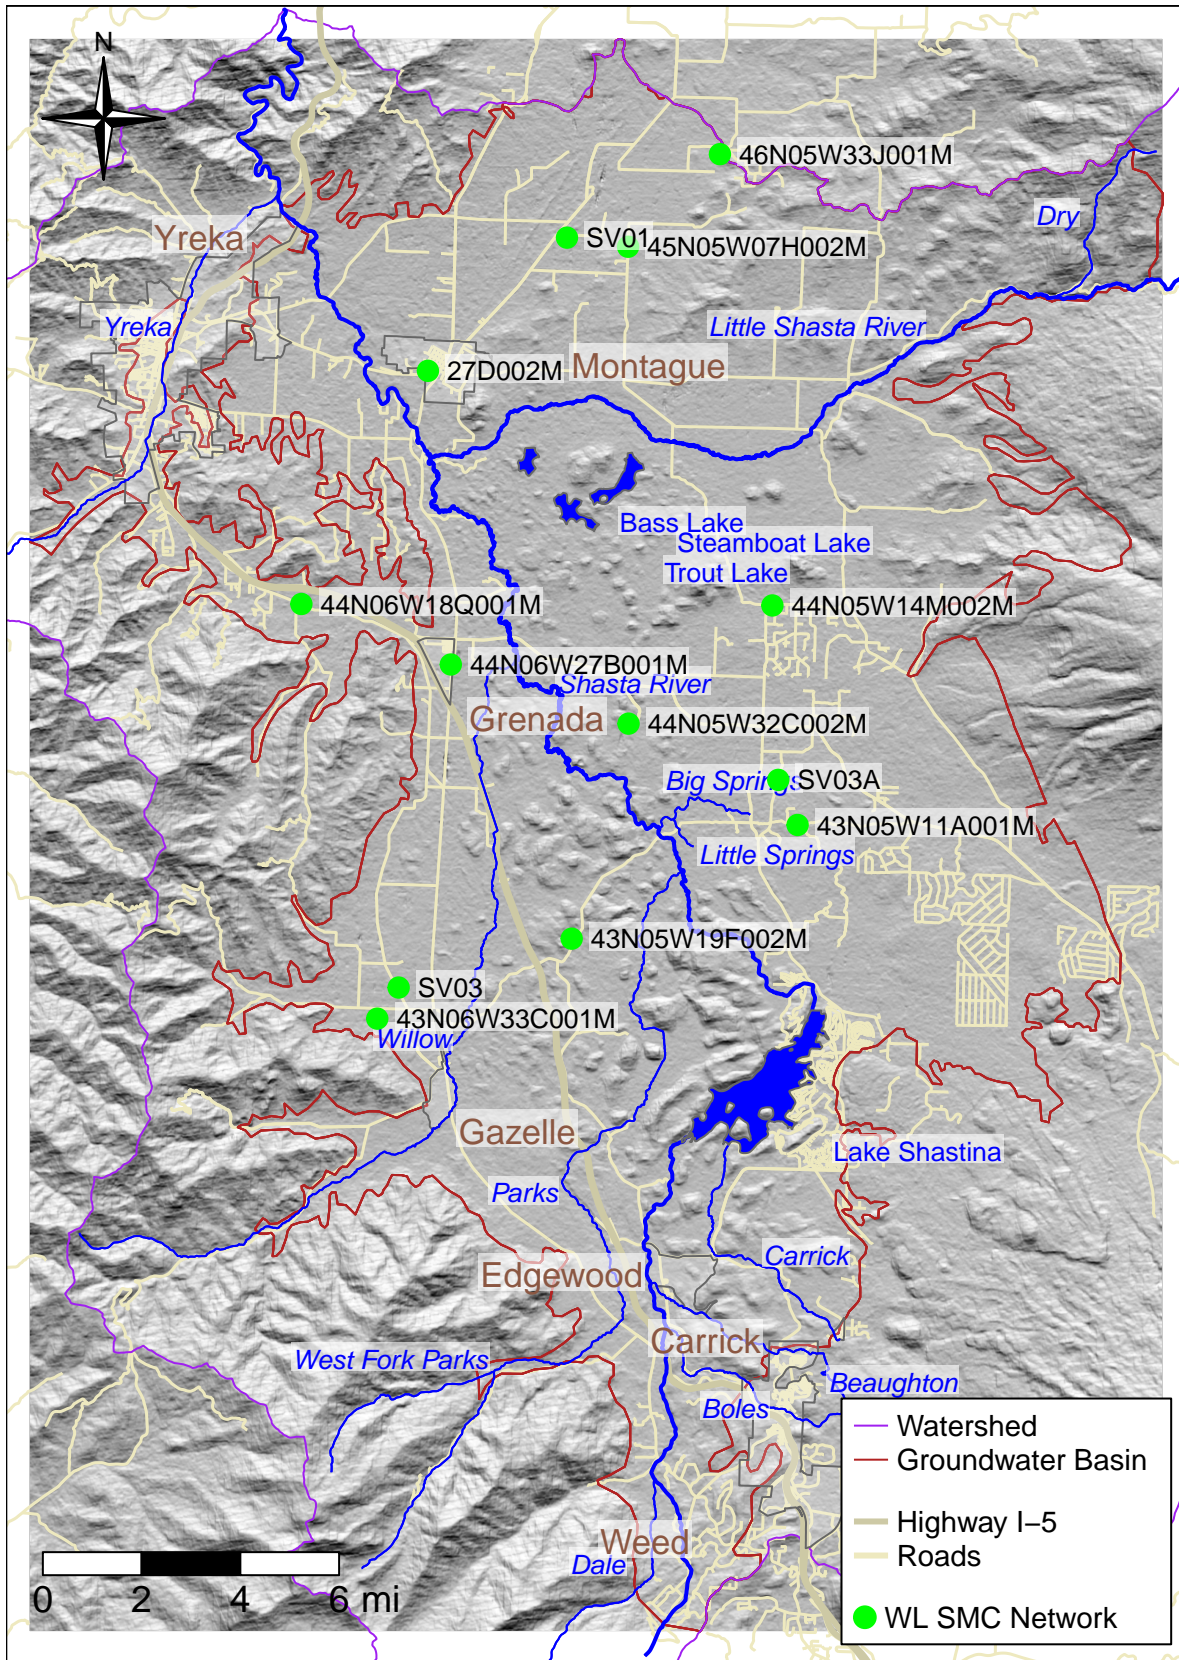 N
46N05W33J001M
Dry
Yreka
SV01
45N05W07H002M
Yreka
Little Shasta River
27D002M
Montague
Bass Lake
Steamboat Lake
Trout Lake
44N06W18Q001M
44N05W14M002M
44N06W27B001M
Shasta River
Grenada
44N05W32C002M
Big Springs
SV03A
43N05W11A001M
Little Springs
43N05W19F002M
SV03
43N06W33C001M
Willow
Gazelle
Lake Shastina
Parks
Carrick
Edgewood
Carrick
West Fork Parks
Beaughton
Boles
Watershed
Groundwater Basin
Highway I−5
Roads
WL SMC Network
Weed
Dale
0 2 4 6 mi